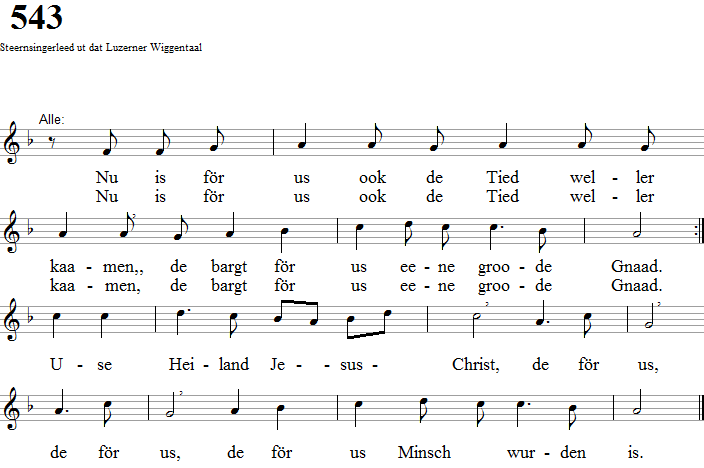 543
Steernsingerleed ut dat Luzerner Wiggentaal
Alle:
Nu is för us ook de Tied wel - ler
Nu is för us ook de Tied wel - ler
kaa - men,, de bargt för us ee - ne groo - de Gnaad.
kaa - men, de bargt för us ee - ne groo - de Gnaad.
U - se Hei - land Je - - sus - Christ, de för us,
de för us, de för us Minsch wur - den is.